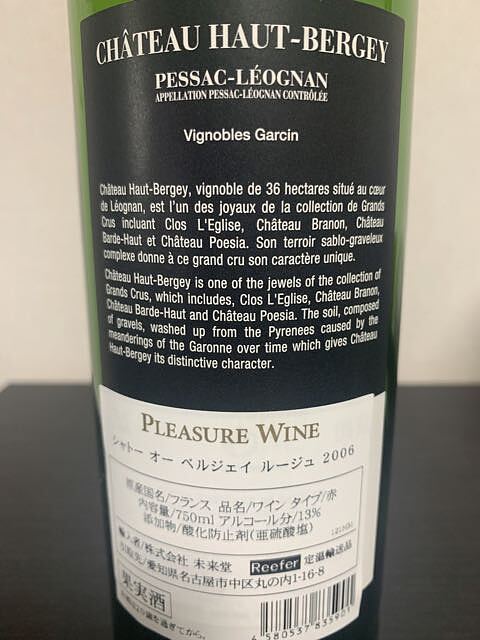 CHÂTEAU HAUT-BERGEY
PESSAC-LÉOGNAN
APPELLATION PESSAC-LÉOGNAN CONTRÔLÉE
Vignobles Garcin
Château Haut-Bergey, vignoble de 36 hectares situé au cœur
de Léognan, est l'un des joyaux de la collection de Grands
Crus incluant Clos L'Eglise, Château Branon, Château
Barde-Haut et Château Poesia. Son terroir sablo-graveleux
complexe donne à ce grand cru son caractère unique.
Château Haut-Bergey is one of the jewels of the collection of
Grands Crus, which includes, Clos L'Eglise, Château Branon,
Château Barde-Haut and Château Poesia. The soil, composed
of gravels, washed up from the Pyrenees caused by the
meanderings of the Garonne over time which gives Château
Haut-Bergey its distinctive character.
PLEASURE WINE
シャトー オー ベルジェイ ルージュ 2006
原産国名/フランス 品名/ワイン タイプ/赤
内容量/750ml アルコール分/13%
添加物/酸化防止剤(亜硫酸塩)
輸入者/株式会社 未来堂 Reefer 定温輸送品
引取先/愛知県名古屋市中区丸の内1-16-8
果実酒
4 580537 83590